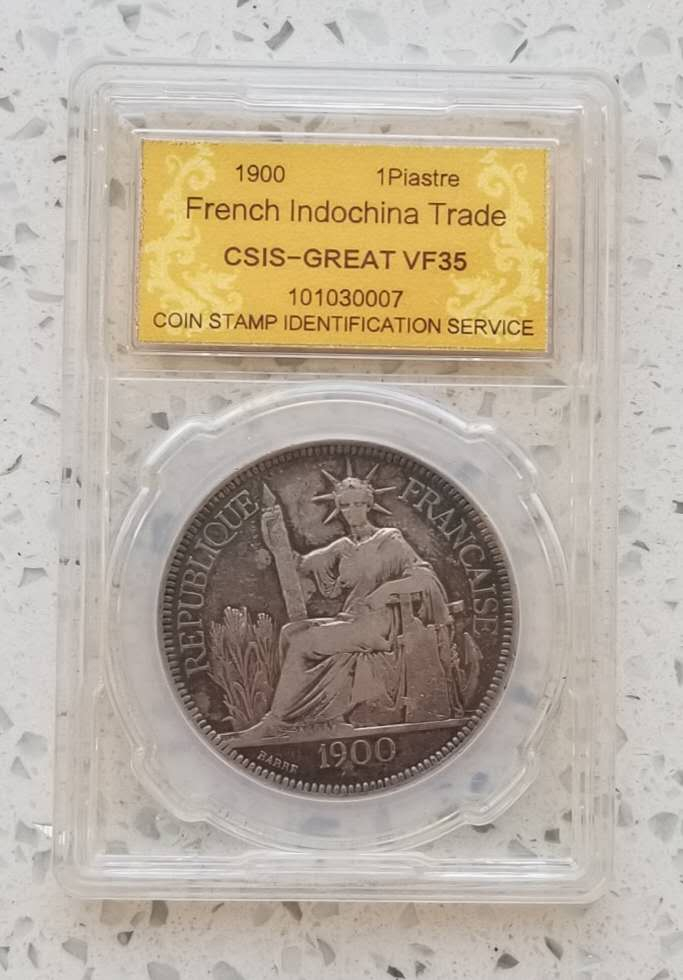 1900 1Piastre
French Indochina Trade
CSIS-GREAT VF35
101030007
COIN STAMP IDENTIFICATION SERVICE
REPUBLIQUE FRANCAISE
BARRE
1900
A